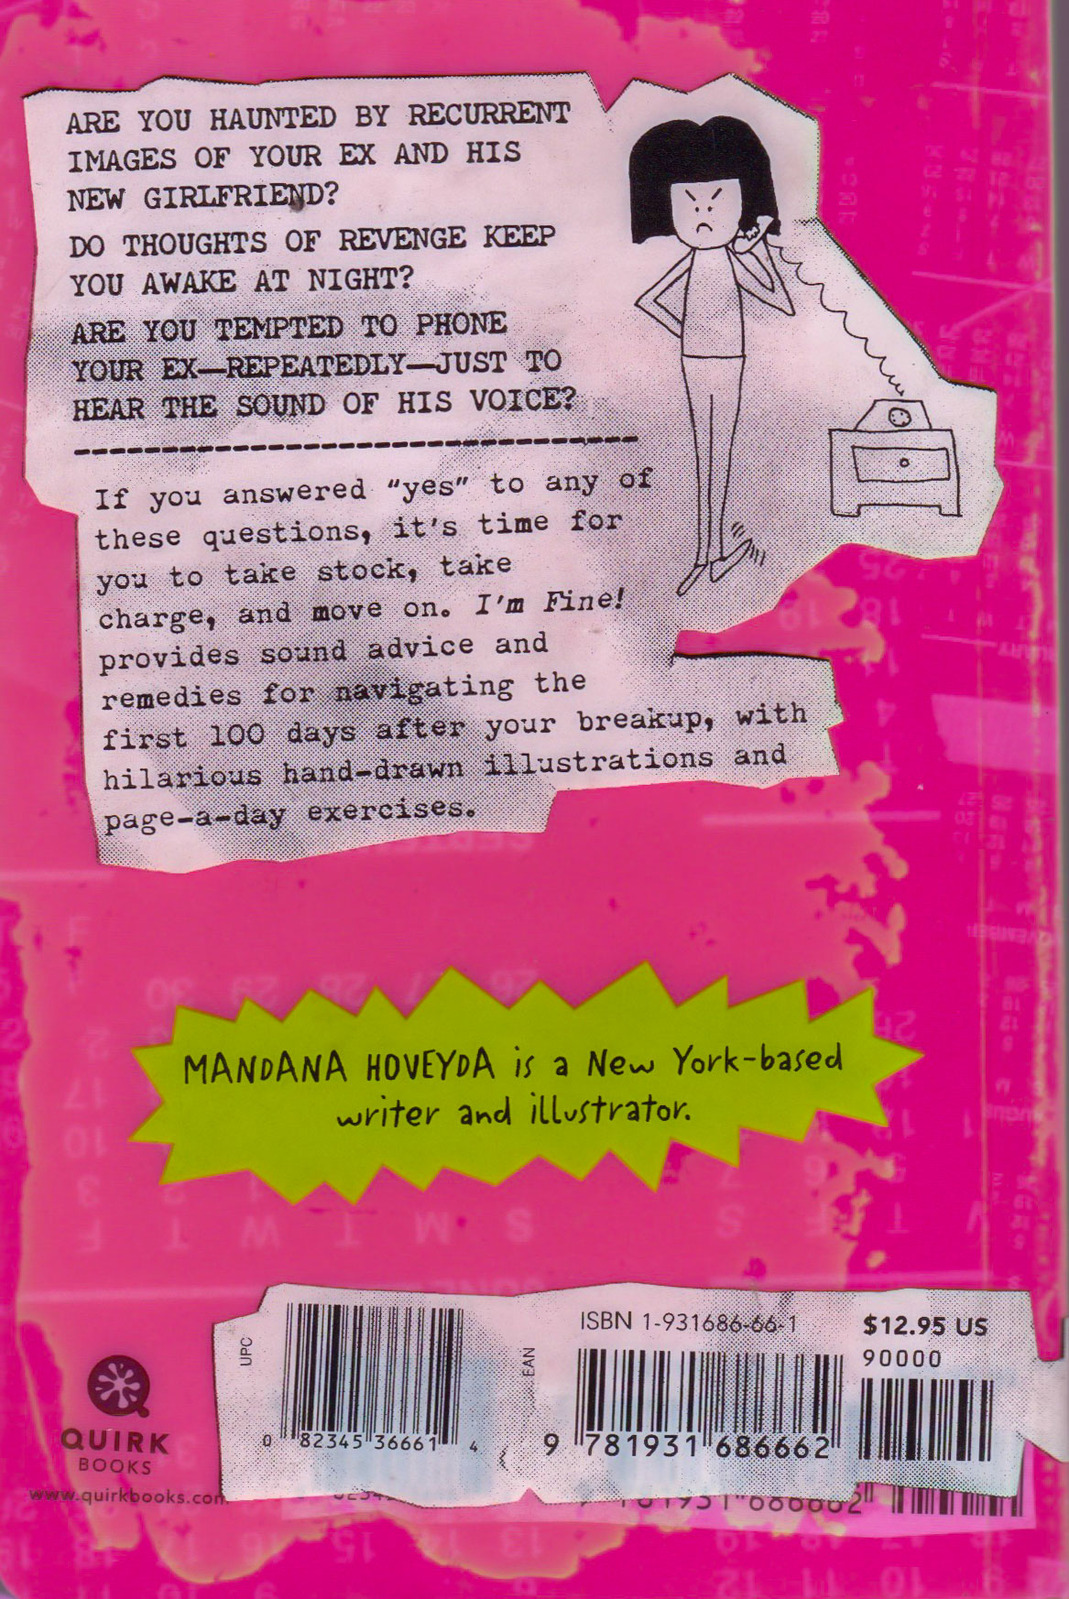 ARE YOU HAUNTED BY RECURRENT
IMAGES OF YOUR EX AND HIS
NEW GIRLFRIEND?
DO THOUGHTS OF REVENGE KEEP
YOU AWAKE AT NIGHT?
ARE YOU TEMPTED TO PHONE
YOUR EX—REPEATEDLY—JUST TO
HEAR THE SOUND OF HIS VOICE?
If you answered “yes” to any of
these questions, it's time for
you to take stock, take
charge, and move on. I'm Fine!
provides sound advice and
remedies for navigating the
first 100 days after your breakup, with
hilarious hand-drawn illustrations and
page-a-day exercises.
MANDANA HOVEYDA is a New York-based
writer and illustrator.
UPC
0 82345 36661 4
EAN
ISBN 1-931686-66-1
9 781931 686662
$12.95 US
90000
QUIRK
BOOKS
www.quirkbooks.com